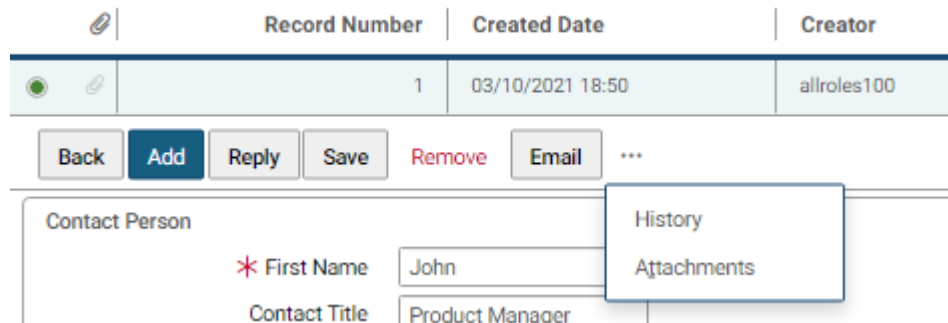 Record Number Created Date Creator
1 03/10/2021 18:50 allroles100
Back Add Reply Save Remove Email ...
History
Attachments
Contact Person
First Name John
Contact Title Product Manager